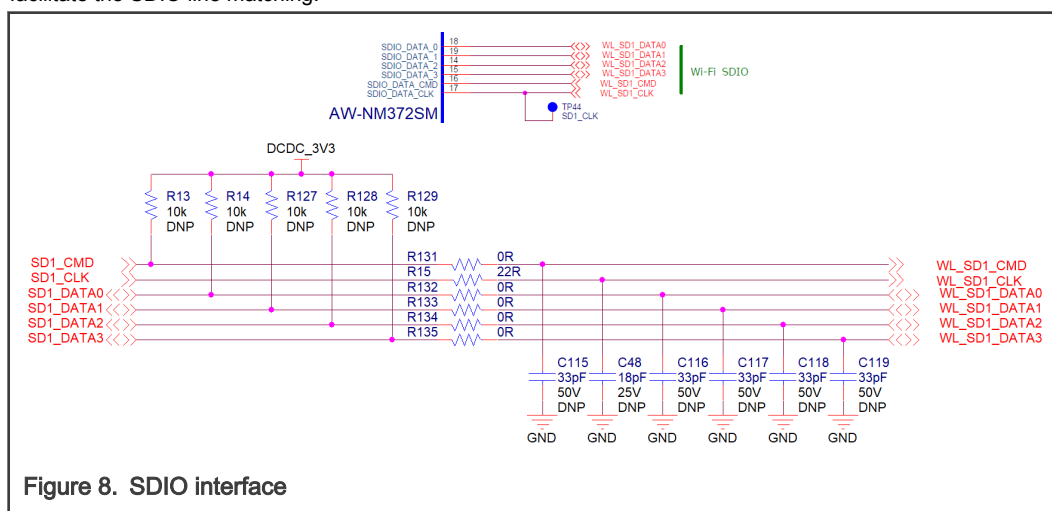 facilitate the SDIO line matching.
SDIO_DATA_0 18 WL_SD1_DATA0
SDIO_DATA_1 19 WL_SD1_DATA1
SDIO_DATA_2 14 WL_SD1_DATA2
SDIO_DATA_3 15 WL_SD1_DATA3
SDIO_DATA_CMD 16 WL_SD1_CMD
SDIO_DATA_CLK 17 WL_SD1_CLK
Wi-Fi SDIO
AW-NM372SM
TP44
SD1_CLK
DCDC_3V3
R13 R14 R127 R128 R129
10k 10k 10k 10k 10k
DNP DNP DNP DNP DNP
SD1_CMD R131 0R WL_SD1_CMD
SD1_CLK R15 22R WL_SD1_CLK
SD1_DATA0 R132 0R WL_SD1_DATA0
SD1_DATA1 R133 0R WL_SD1_DATA1
SD1_DATA2 R134 0R WL_SD1_DATA2
SD1_DATA3 R135 0R WL_SD1_DATA3
C115 C48 C116 C117 C118 C119
33pF 18pF 33pF 33pF 33pF 33pF
50V 25V 50V 50V 50V 50V
DNP DNP DNP DNP DNP DNP
GND GND GND GND GND GND
Figure 8. SDIO interface